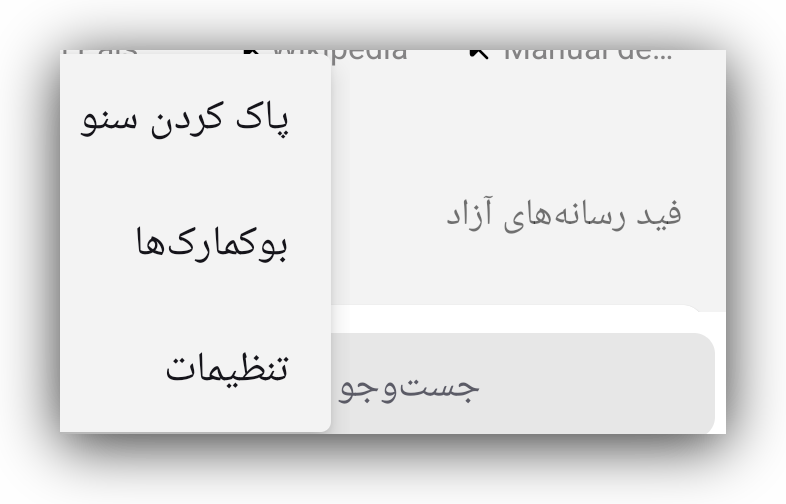 Wikipedia
Manual de...
پاک کردن سنو
فید رسانه‌های آزاد
بوکمارک‌ها
تنظیمات
جست‌وجو